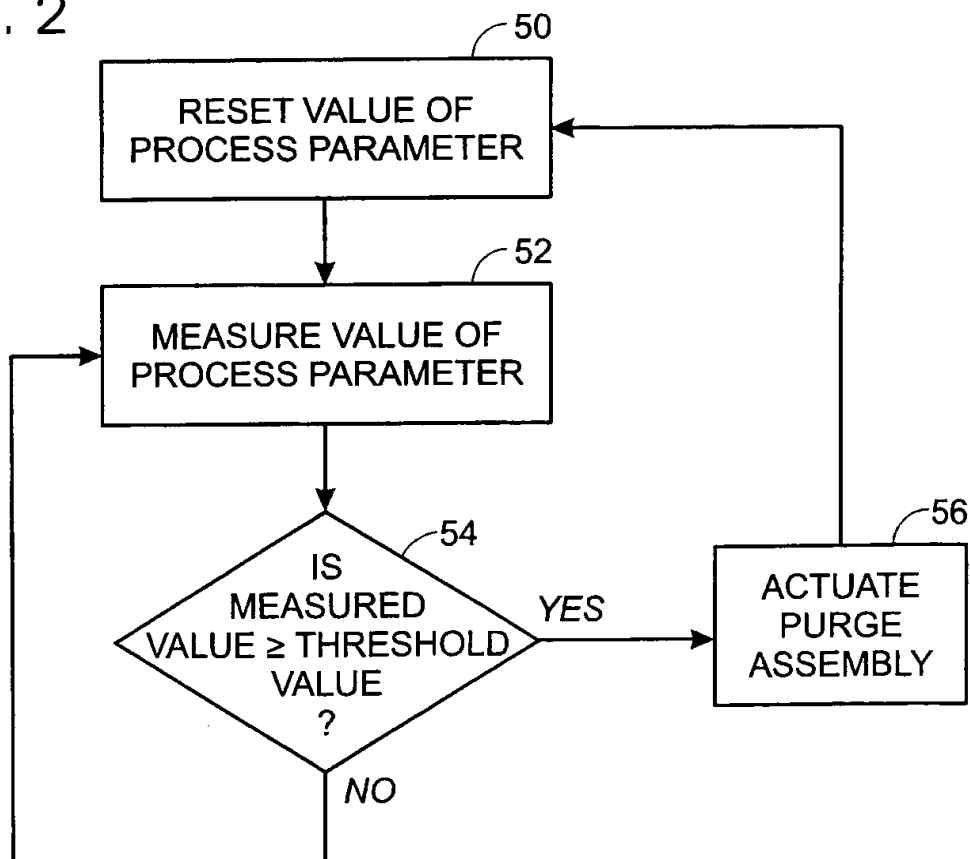 . 2
50
RESET VALUE OF
PROCESS PARAMETER
52
MEASURE VALUE OF
PROCESS PARAMETER
54
IS
MEASURED
VALUE ≥ THRESHOLD
VALUE
?
YES
56
ACTUATE
PURGE
ASSEMBLY
NO